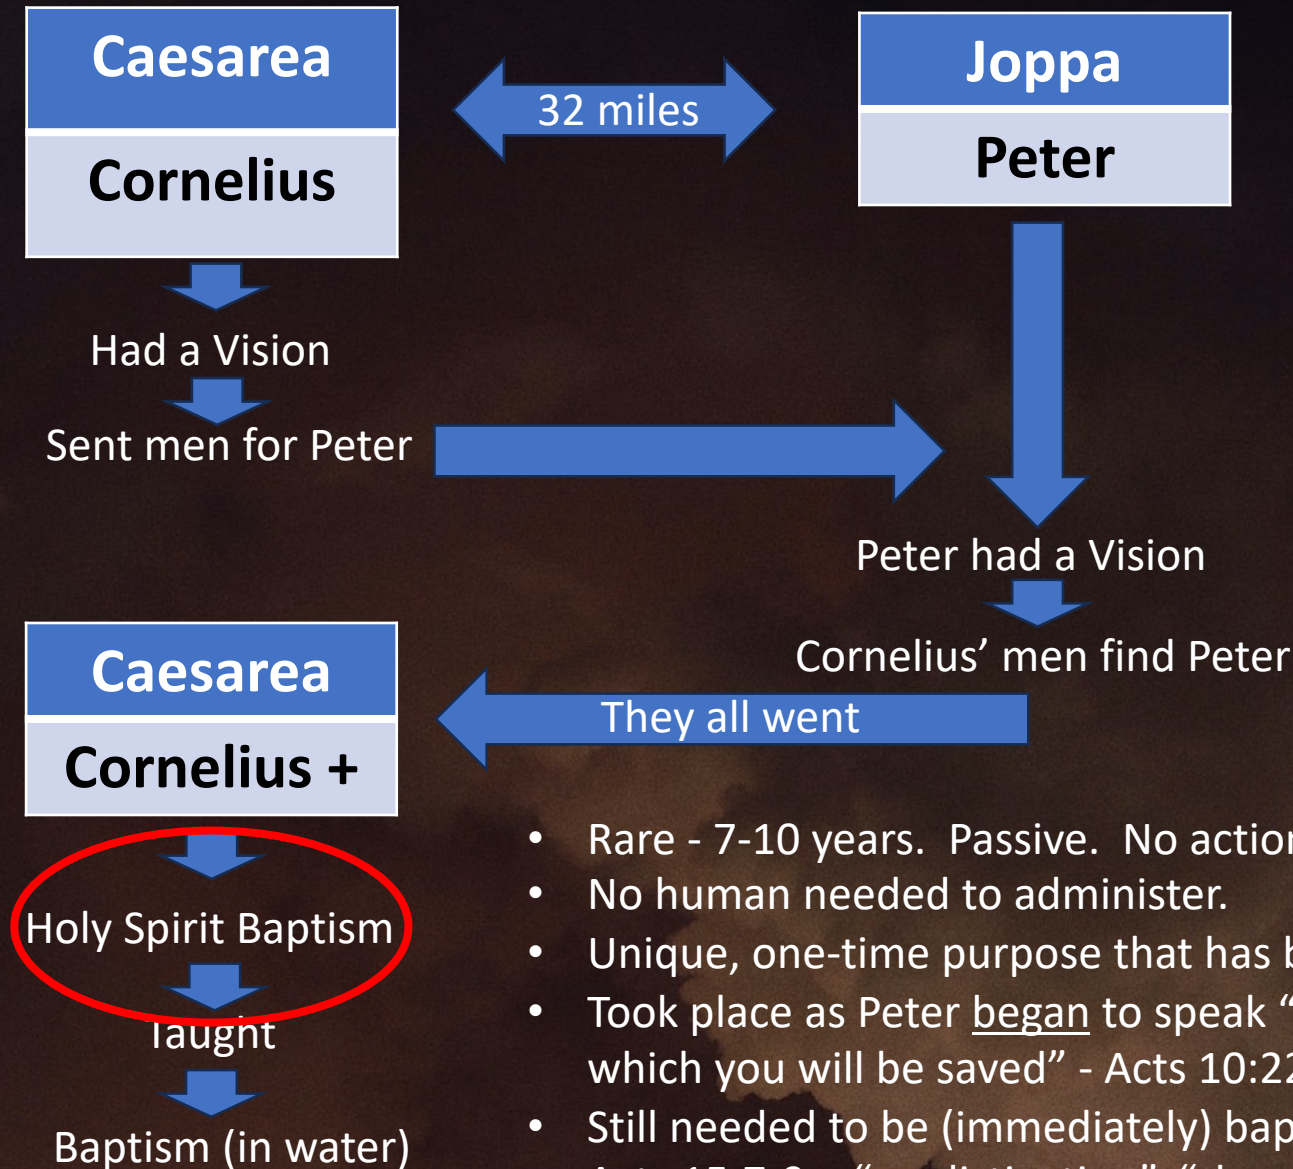 Caesarea
Cornelius
32 miles
Joppa
Peter
Had a Vision
Sent men for Peter
Peter had a Vision
Cornelius’ men find Peter
They all went
Caesarea
Cornelius +
Holy Spirit Baptism
Taught
Baptism (in water)
• Rare - 7-10 years. Passive. No action
• No human needed to administer.
• Unique, one-time purpose that has
• Took place as Peter began to speak “
which you will be saved” - Acts 10:22
• Still needed to be (immediately)